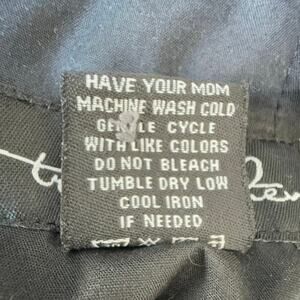 HAVE YOUR MOM
MACHINE WASH COLD
GENTLE CYCLE
WITH LIKE COLORS
DO NOT BLEACH
TUMBLE DRY LOW
COOL IRON
IF NEEDED